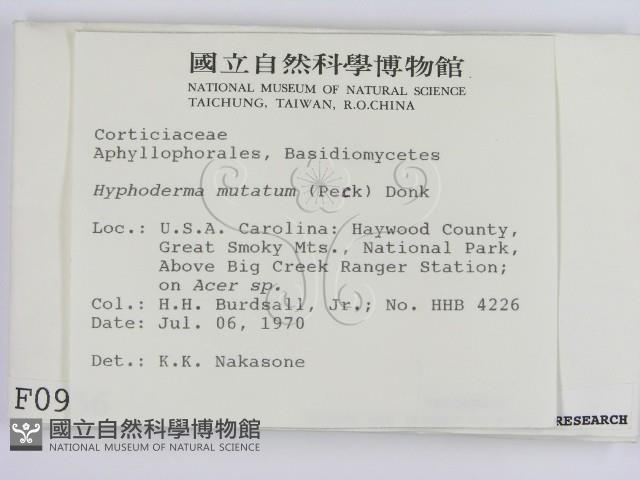 國立自然科學博物館
NATIONAL MUSEUM OF NATURAL SCIENCE
TAICHUNG, TAIWAN, R.O.CHINA
Corticiaceae
Aphyllophorales, Basidiomycetes
Hyphoderma mutatum (Peck) Donk
Loc.: U.S.A. Carolina: Haywood County,
Great Smoky Mts., National Park,
Above Big Creek Ranger Station;
on Acer sp.
Col.: H.H. Burdsall, Jr.; No. HHB 4226
Date: Jul. 06, 1970
Det.: K.K. Nakasone
F09
RESEARCH
國立自然科學博物館
NATIONAL MUSEUM OF NATURAL SCIENCE